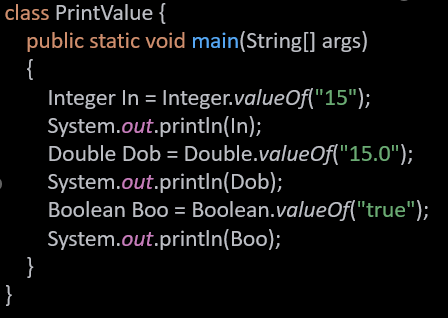 class PrintValue {
public static void main(String[] args)
{
Integer In = Integer.valueOf("15");
System.out.println(In);
Double Dob = Double.valueOf("15.0");
System.out.println(Dob);
Boolean Boo = Boolean.valueOf("true");
System.out.println(Boo);
}
}